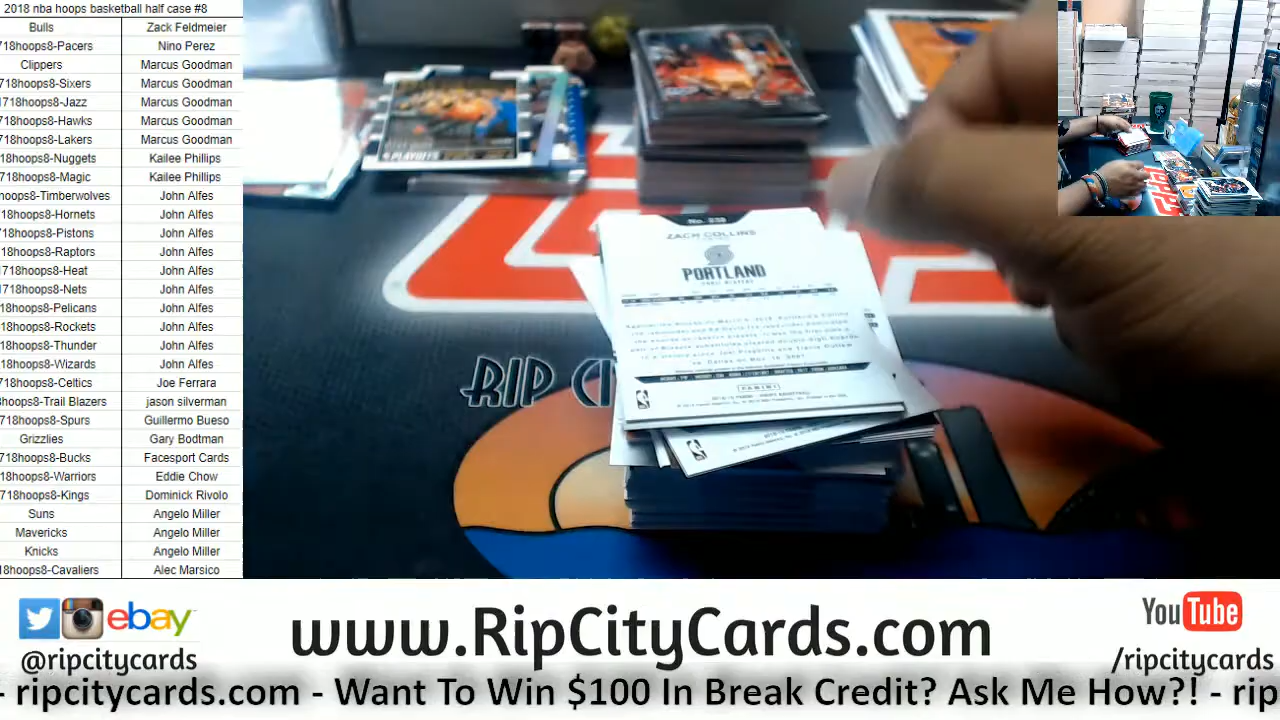 2018 nba hoops basketball half case #8
Bulls Zack Feldmeier
718hoops8-Pacers Nino Perez
Clippers Marcus Goodman
718hoops8-Sixers Marcus Goodman
1718hoops8-Jazz Marcus Goodman
718hoops8-Hawks Marcus Goodman
718hoops8-Lakers Marcus Goodman
18hoops8-Nuggets Kailee Phillips
718hoops8-Magic Kailee Phillips
hoops8-Timberwolves John Alfes
18hoops8-Hornets John Alfes
718hoops8-Pistons John Alfes
18hoops8-Raptors John Alfes
718hoops8-Heat John Alfes
718hoops8-Nets John Alfes
18hoops8-Pelicans John Alfes
18hoops8-Rockets John Alfes
18hoops8-Thunder John Alfes
18hoops8-Wizards John Alfes
718hoops8-Celtics Joe Ferrara
jason silverman
718hoops8-Spurs Guillermo Bueso
Grizzlies Gary Bodtman
718hoops8-Bucks Facesport Cards
18hoops8-Warriors Eddie Chow
718hoops8-Kings Dominick Rivolo
Suns Angelo Miller
Mavericks Angelo Miller
Knicks Angelo Miller
18hoops8-Cavaliers Alec Marsico
PLAYOFFS
ZACH COLLINS
PORTLAND
PANINI
RIP CI
ebay
@ripcitycards
www.RipCityCards.com
YouTube
/ripcitycards
- ripcitycards.com - Want To Win $100 In Break Credit? Ask Me How?! - rip